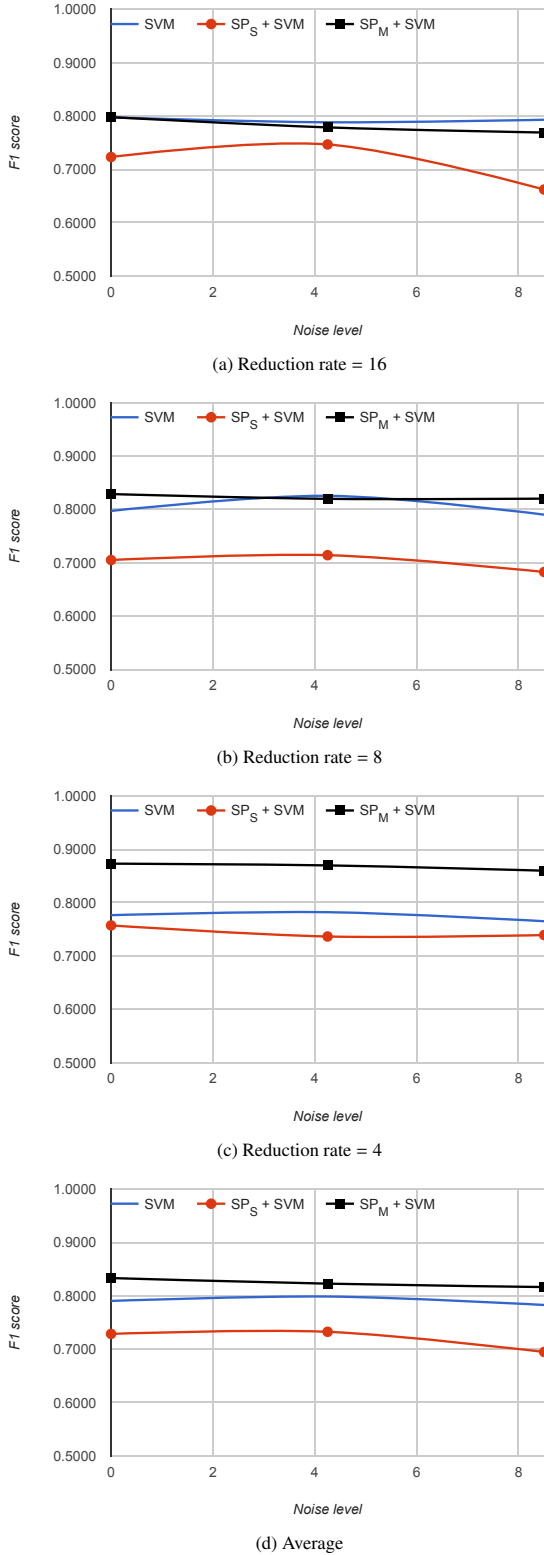 1.0000
SVM SP_S + SVM SP_M + SVM
0.9000
0.8000
F1 score
0.7000
0.6000
0.5000
0 2 4 6 8
Noise level
(a) Reduction rate = 16
1.0000
SVM SP_S + SVM SP_M + SVM
0.9000
0.8000
F1 score
0.7000
0.6000
0.5000
0 2 4 6 8
Noise level
(b) Reduction rate = 8
1.0000
SVM SP_S + SVM SP_M + SVM
0.9000
0.8000
F1 score
0.7000
0.6000
0.5000
0 2 4 6 8
Noise level
(c) Reduction rate = 4
1.0000
SVM SP_S + SVM SP_M + SVM
0.9000
0.8000
F1 score
0.7000
0.6000
0.5000
0 2 4 6 8
Noise level
(d) Average